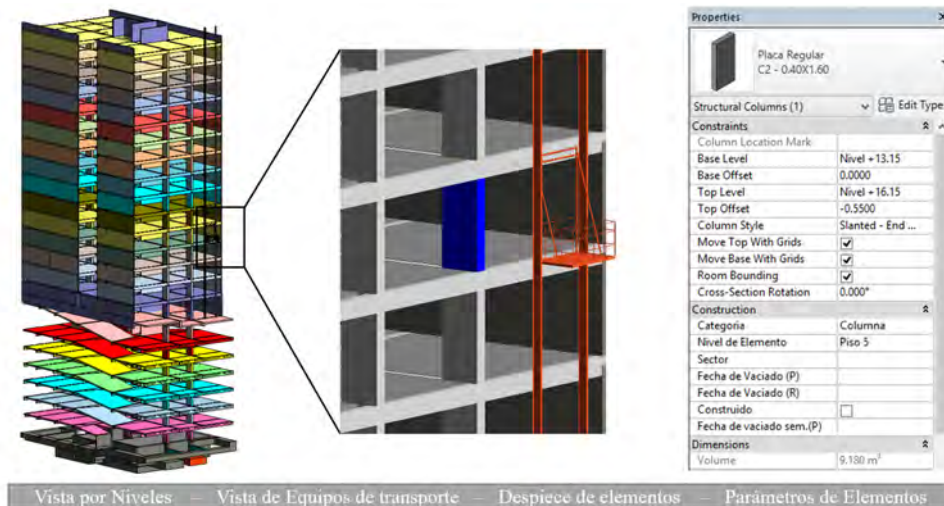 Properties
Placa Regular
C2 - 0.40X1.60
Structural Columns (1) Edit Type
Constraints
Column Location Mark
Base Level Nivel +13.15
Base Offset 0.0000
Top Level Nivel +16.15
Top Offset -0.5500
Column Style Slanted - End ...
Move Top With Grids
Move Base With Grids
Room Bounding
Cross-Section Rotation 0.000°
Construction
Categoria Columna
Nivel de Elemento Piso 5
Sector
Fecha de Vaciado (P)
Fecha de Vaciado (R)
Construido
Fecha de vaciado sem.(P)
Dimensions
Volume 9.180 m³
Vista por Niveles – Vista de Equipos de transporte – Despiece de elementos – Parámetros de Elementos